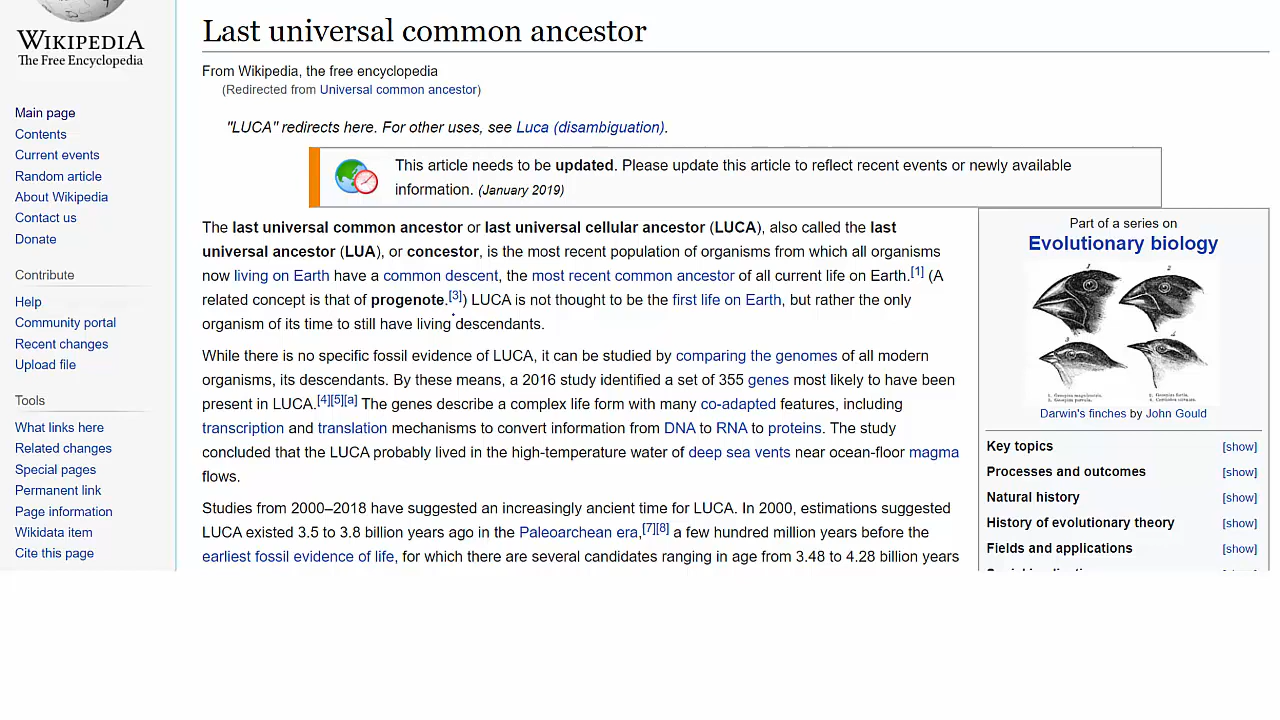 WIKIPEDIA
The Free Encyclopedia
Main page
Contents
Current events
Random article
About Wikipedia
Contact us
Donate
Contribute
Help
Community portal
Recent changes
Upload file
Tools
What links here
Related changes
Special pages
Permanent link
Page information
Wikidata item
Cite this page
Last universal common ancestor
From Wikipedia, the free encyclopedia
(Redirected from Universal common ancestor)
"LUCA" redirects here. For other uses, see Luca (disambiguation).
This article needs to be updated. Please update this article to reflect recent events or newly available
information. (January 2019)
The last universal common ancestor or last universal cellular ancestor (LUCA), also called the last
universal ancestor (LUA), or concestor, is the most recent population of organisms from which all organisms
now living on Earth have a common descent, the most recent common ancestor of all current life on Earth.[1] (A
related concept is that of progenote.[3]) LUCA is not thought to be the first life on Earth, but rather the only
organism of its time to still have living descendants.
While there is no specific fossil evidence of LUCA, it can be studied by comparing the genomes of all modern
organisms, its descendants. By these means, a 2016 study identified a set of 355 genes most likely to have been
present in LUCA.[4][5][a] The genes describe a complex life form with many co-adapted features, including
transcription and translation mechanisms to convert information from DNA to RNA to proteins. The study
concluded that the LUCA probably lived in the high-temperature water of deep sea vents near ocean-floor magma
flows.
Studies from 2000–2018 have suggested an increasingly ancient time for LUCA. In 2000, estimations suggested
LUCA existed 3.5 to 3.8 billion years ago in the Paleoarchean era,[7][8] a few hundred million years before the
earliest fossil evidence of life, for which there are several candidates ranging in age from 3.48 to 4.28 billion years
Part of a series on
Evolutionary biology
Darwin's finches by John Gould
Key topics [show]
Processes and outcomes [show]
Natural history [show]
History of evolutionary theory [show]
Fields and applications [show]